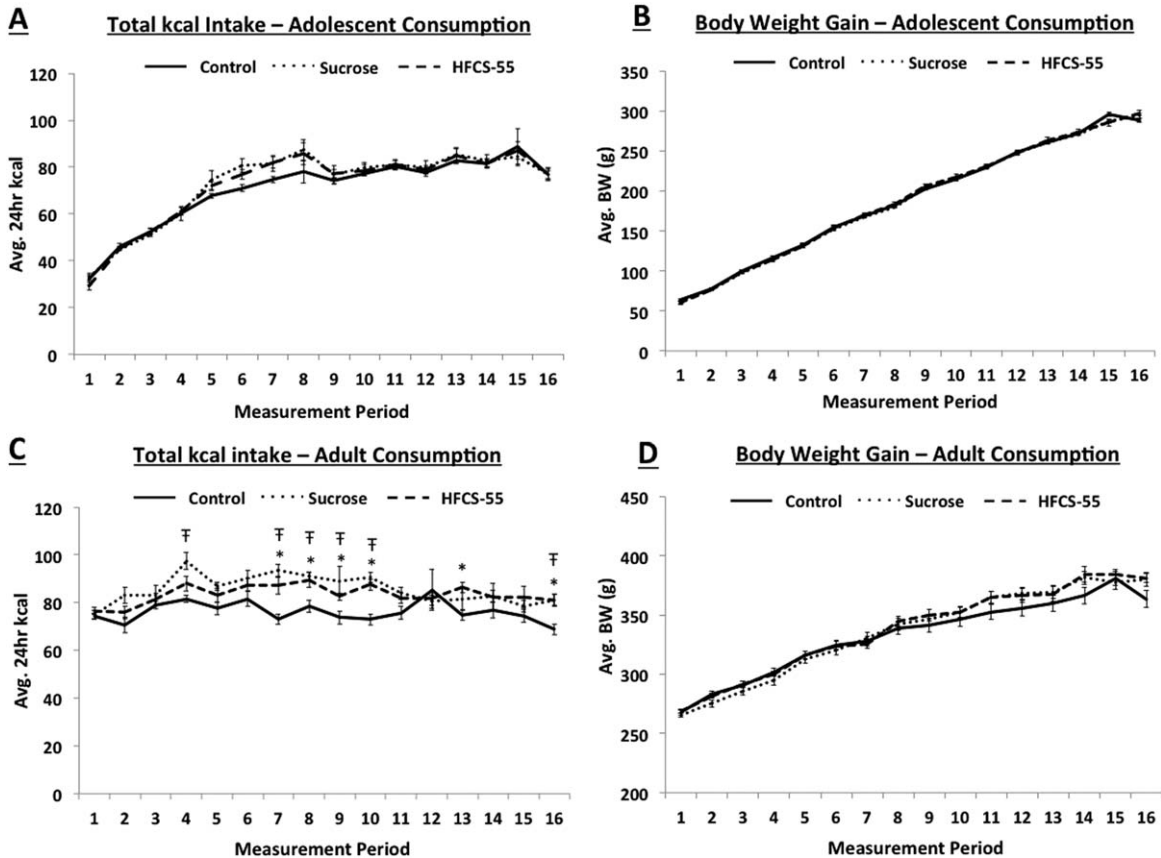 A
Total kcal Intake – Adolescent Consumption
Control Sucrose HFCS-55
120
100
80
60
40
20
0
Avg. 24hr kcal
1 2 3 4 5 6 7 8 9 10 11 12 13 14 15 16
Measurement Period
B
Body Weight Gain – Adolescent Consumption
Control Sucrose HFCS-55
350
300
250
200
150
100
50
0
Avg. BW (g)
1 2 3 4 5 6 7 8 9 10 11 12 13 14 15 16
Measurement Period
C
Total kcal intake – Adult Consumption
Control Sucrose HFCS-55
120
100
80
60
40
20
0
Avg. 24hr kcal
Ŧ Ŧ Ŧ Ŧ Ŧ Ŧ
* * * * * *
1 2 3 4 5 6 7 8 9 10 11 12 13 14 15 16
Measurement Period
D
Body Weight Gain – Adult Consumption
Control Sucrose HFCS-55
450
400
350
300
250
200
Avg. BW (g)
1 2 3 4 5 6 7 8 9 10 11 12 13 14 15 16
Measurement Period